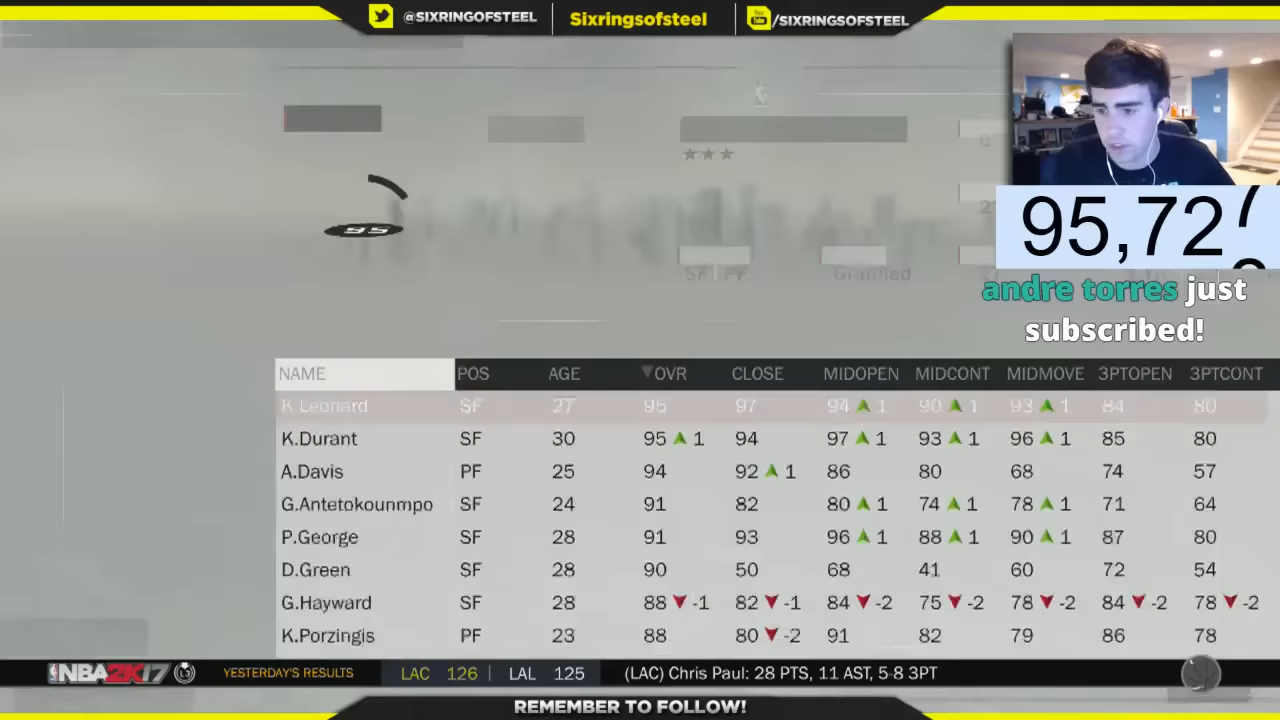 @SIXRINGOFSTEEL
Sixringsofsteel
/SIXRINGSOFSTEEL
95
SF PF
95,72
andre torres just
subscribed!
NAME POS AGE OVR CLOSE MIDOPEN MIDCONT MIDMOVE 3PTOPEN 3PTCONT
K.Leonard SF 27 95 97 94 1 90 1 93 1 84 80
K.Durant SF 30 95 1 94 97 1 93 1 96 1 85 80
A.Davis PF 25 94 92 1 86 80 68 74 57
G.Antetokounmpo SF 24 91 82 80 1 74 1 78 1 71 64
P.George SF 28 91 93 96 1 88 1 90 1 87 80
D.Green SF 28 90 50 68 41 60 72 54
G.Hayward SF 28 88 -1 82 -1 84 -2 75 -2 78 -2 84 -2 78 -2
K.Porzingis PF 23 88 80 -2 91 82 79 86 78
NBA2K17 YESTERDAY'S RESULTS LAC 126 LAL 125 (LAC) Chris Paul: 28 PTS, 11 AST, 5-8 3PT
REMEMBER TO FOLLOW!